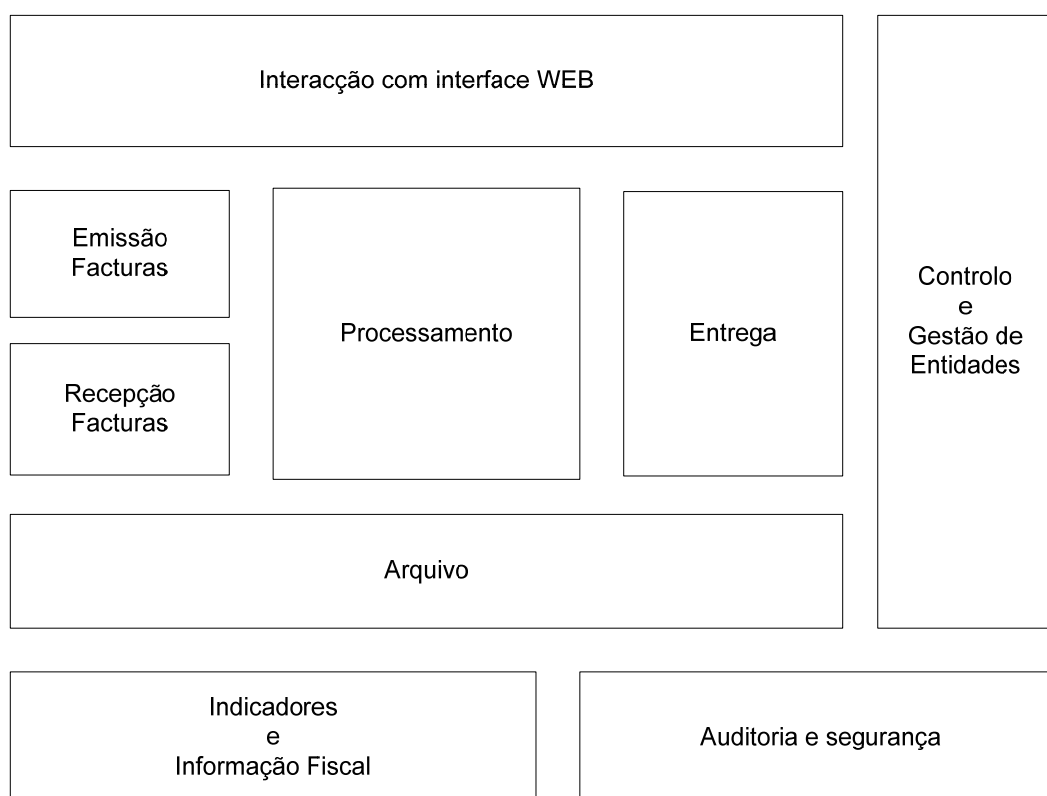 Interacção com interface WEB
Emissão
Facturas
Processamento
Entrega
Controlo
e
Gestão de
Entidades
Recepção
Facturas
Arquivo
Indicadores
e
Informação Fiscal
Auditoria e segurança